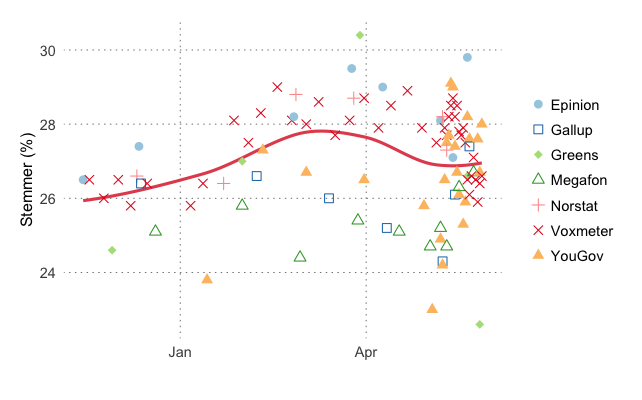 30
28
26
24
Stemmer (%)
Jan
Apr
Epinion
Gallup
Greens
Megafon
Norstat
Voxmeter
YouGov